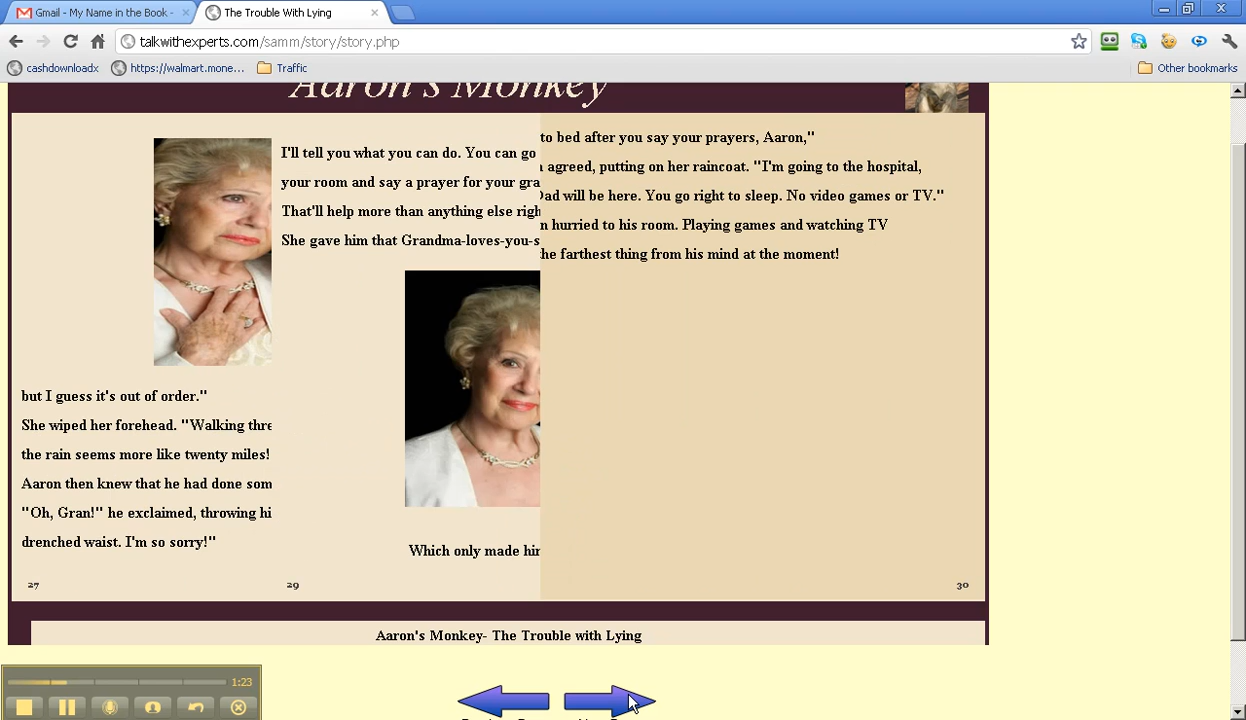 Gmail - My Name in the Book -
The Trouble With Lying
talkwithexperts.com/samm/story/story.php
cashdownloadx
https://walmart.mone...
Traffic
Other bookmarks
Aaron's Monkey
but I guess it's out of order."
She wiped her forehead. "Walking thre
the rain seems more like twenty miles!
Aaron then knew that he had done som
"Oh, Gran!" he exclaimed, throwing hi
drenched waist. I'm so sorry!"
27
I'll tell you what you can do. You can go
your room and say a prayer for your gra
That'll help more than anything else righ
She gave him that Grandma-loves-you-s
Which only made hin
29
to bed after you say your prayers, Aaron,"
agreed, putting on her raincoat. "I'm going to the hospital,
Dad will be here. You go right to sleep. No video games or TV."
n hurried to his room. Playing games and watching TV
the farthest thing from his mind at the moment!
30
Aaron's Monkey- The Trouble with Lying
1:23